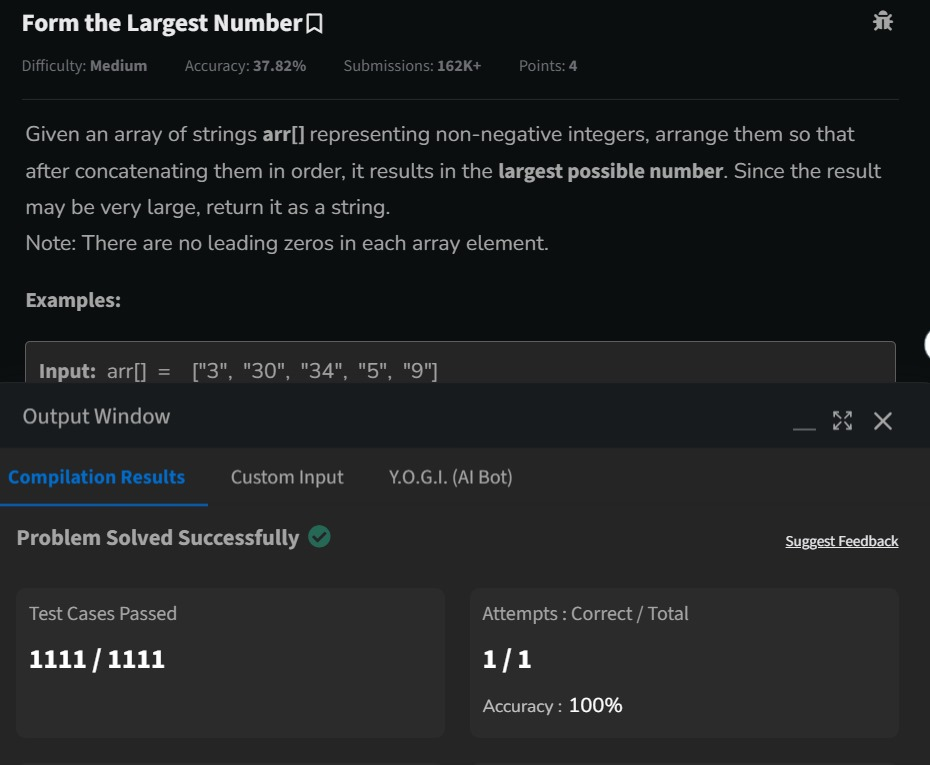 Form the Largest Number
Difficulty: Medium Accuracy: 37.82% Submissions: 162K+ Points: 4
Given an array of strings arr[] representing non-negative integers, arrange them so that
after concatenating them in order, it results in the largest possible number. Since the result
may be very large, return it as a string.
Note: There are no leading zeros in each array element.
Examples:
Input: arr[] = ["3", "30", "34", "5", "9"]
Output Window
Compilation Results Custom Input Y.O.G.I. (AI Bot)
Problem Solved Successfully
Suggest Feedback
Test Cases Passed
1111 / 1111
Attempts : Correct / Total
1 / 1
Accuracy : 100%